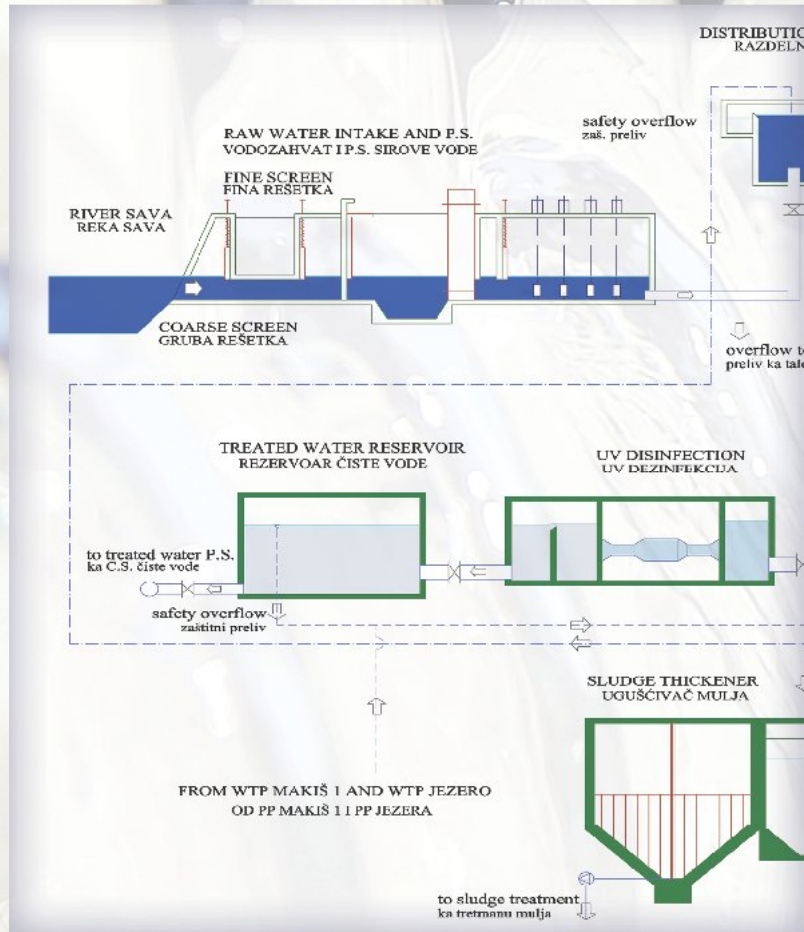 DISTRIBUTIO
RAZDELN
safety overflow
zaš. preliv
RAW WATER INTAKE AND P.S.
VODOZAHVAT I P.S. SIROVE VODE
FINE SCREEN
FINA REŠETKA
RIVER SAVA
REKA SAVA
COARSE SCREEN
GRUBA REŠETKA
overflow to
preliv ka talo
TREATED WATER RESERVOIR
REZERVOAR ČISTE VODE
UV DISINFECTION
UV DEZINFEKCIJA
to treated water P.S.
ka C.S. čiste vode
safety overflow
zaštitni preliv
SLUDGE THICKENER
UGUŠĆIVAČ MULJA
FROM WTP MAKIŠ 1 AND WTP JEZERO
OD PP MAKIŠ 1 I PP JEZERA
to sludge treatment
ka tretmanu mulja